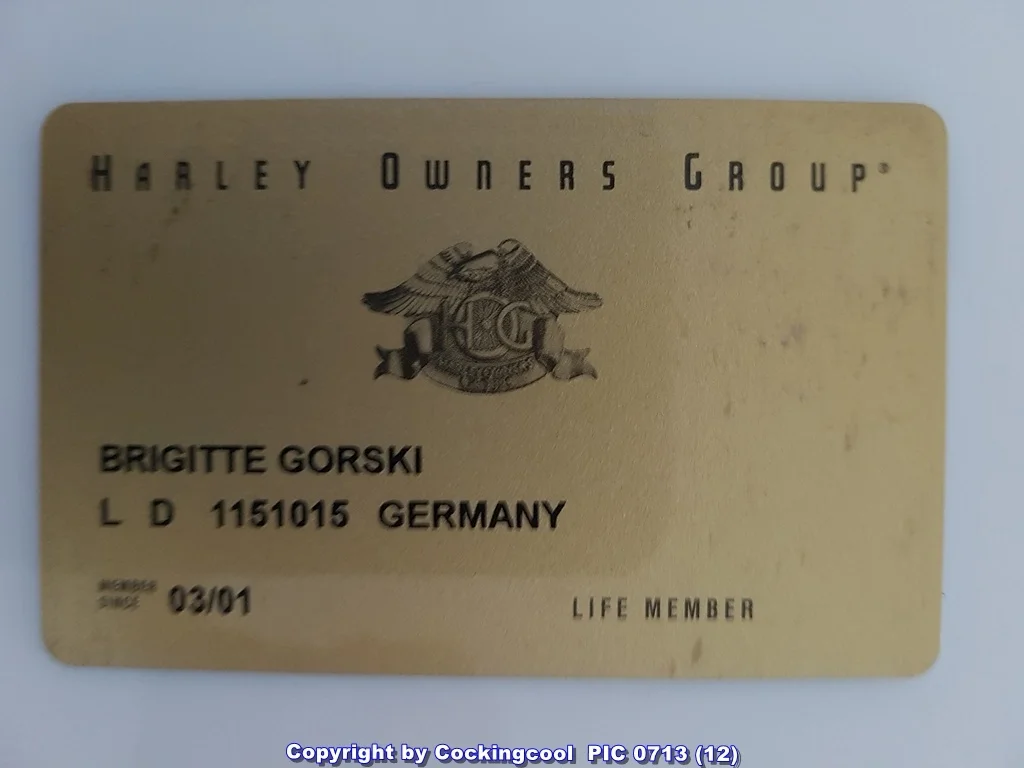 HARLEY OWNERS GROUP®
HOG
BRIGITTE GORSKI
L D 1151015 GERMANY
MEMBER
SINCE 03/01
LIFE MEMBER
Copyright by Cockingcool PIC 0713 (12)